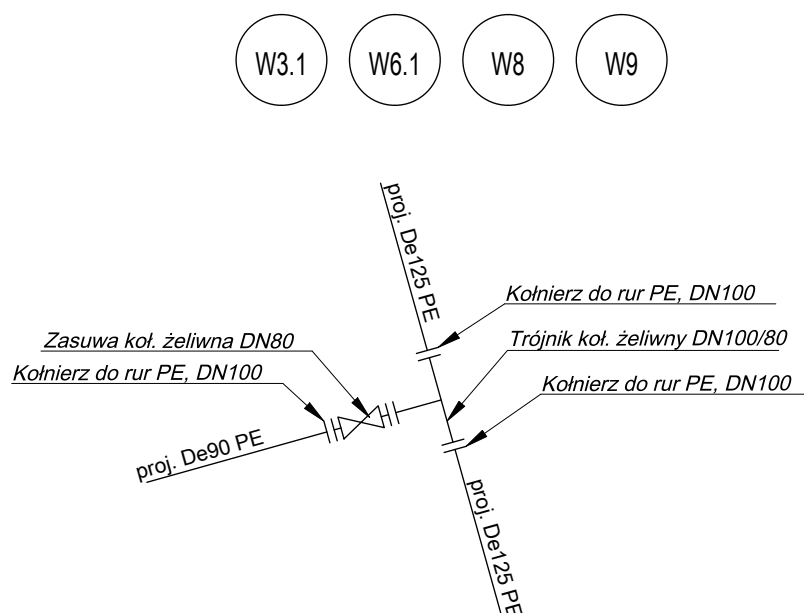 W3.1
W6.1
W8
W9
proj. De125 PE
Kołnierz do rur PE, DN100
Zasuwa koł. żeliwna DN80
Trójnik koł. żeliwny DN100/80
Kołnierz do rur PE, DN100
Kołnierz do rur PE, DN100
proj. De90 PE
proj. De125 PE